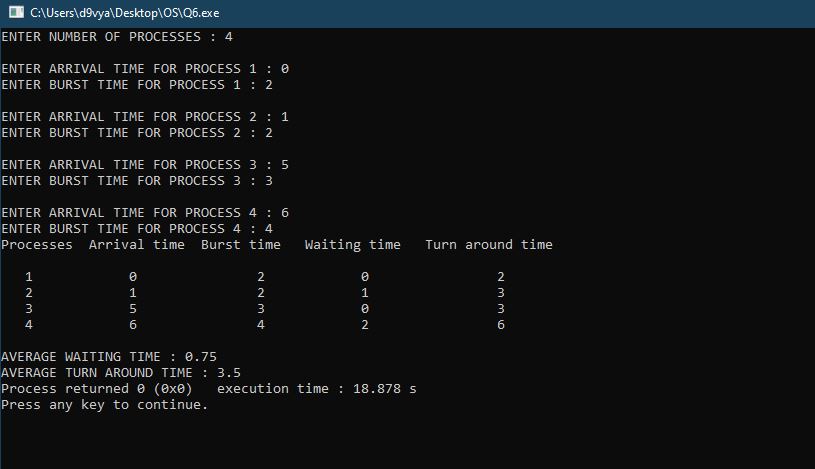 C:\Users\d9vya\Desktop\OS\Q6.exe
ENTER NUMBER OF PROCESSES : 4
ENTER ARRIVAL TIME FOR PROCESS 1 : 0
ENTER BURST TIME FOR PROCESS 1 : 2
ENTER ARRIVAL TIME FOR PROCESS 2 : 1
ENTER BURST TIME FOR PROCESS 2 : 2
ENTER ARRIVAL TIME FOR PROCESS 3 : 5
ENTER BURST TIME FOR PROCESS 3 : 3
ENTER ARRIVAL TIME FOR PROCESS 4 : 6
ENTER BURST TIME FOR PROCESS 4 : 4
Processes  Arrival time  Burst time   Waiting time   Turn around time
1 0 2 0 2
2 1 2 1 3
3 5 3 0 3
4 6 4 2 6
AVERAGE WAITING TIME : 0.75
AVERAGE TURN AROUND TIME : 3.5
Process returned 0 (0x0)   execution time : 18.878 s
Press any key to continue.